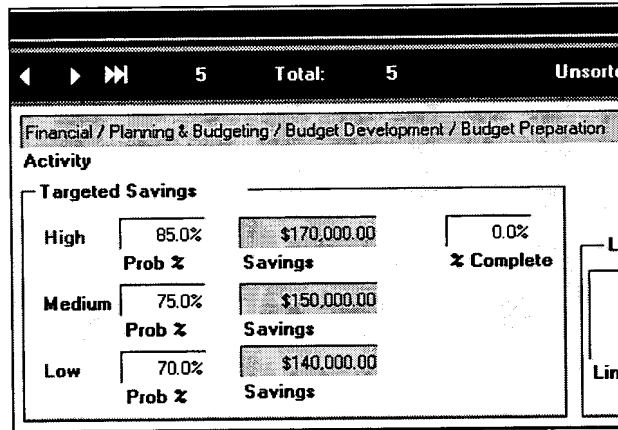 5 Total: 5 Unsorte
Financial / Planning & Budgeting / Budget Development / Budget Preparation
Activity
Targeted Savings
High 85.0% $170,000.00 0.0% L
Prob % Savings % Complete
Medium 75.0% $150,000.00
Prob % Savings
Low 70.0% $140,000.00 Lin
Prob % Savings